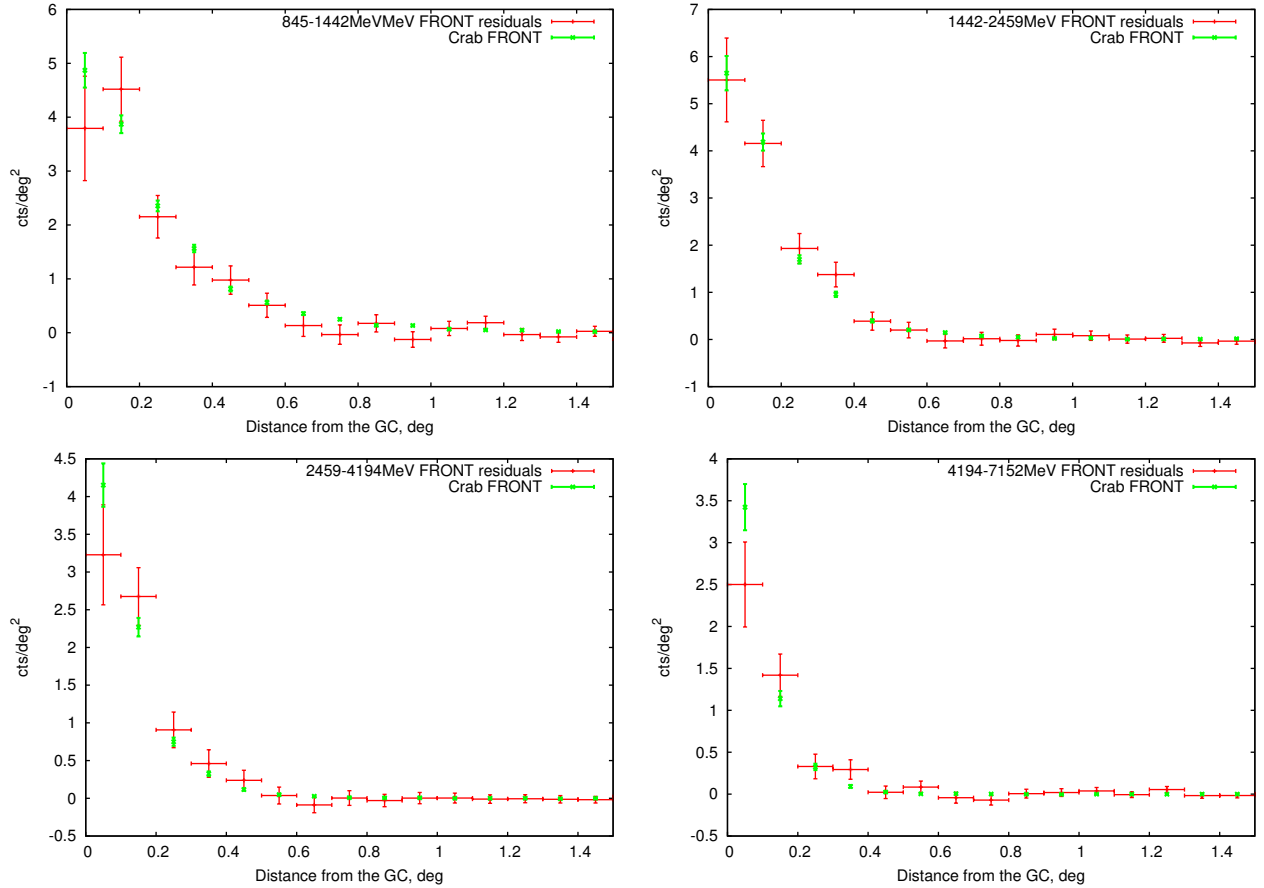 845-1442MeVMeV FRONT residuals
Crab FRONT
cts/deg²
6
5
4
3
2
1
0
-1
0 0.2 0.4 0.6 0.8 1 1.2 1.4
Distance from the GC, deg
1442-2459MeV FRONT residuals
Crab FRONT
cts/deg²
7
6
5
4
3
2
1
0
-1
0 0.2 0.4 0.6 0.8 1 1.2 1.4
Distance from the GC, deg
2459-4194MeV FRONT residuals
Crab FRONT
cts/deg²
4.5
4
3.5
3
2.5
2
1.5
1
0.5
0
-0.5
0 0.2 0.4 0.6 0.8 1 1.2 1.4
Distance from the GC, deg
4194-7152MeV FRONT residuals
Crab FRONT
cts/deg²
4
3.5
3
2.5
2
1.5
1
0.5
0
-0.5
0 0.2 0.4 0.6 0.8 1 1.2 1.4
Distance from the GC, deg